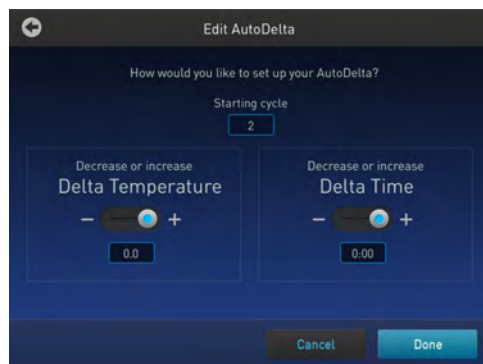 Edit AutoDelta
How would you like to set up your AutoDelta?
Starting cycle
2
Decrease or increase
Delta Temperature
− +
0.0
Decrease or increase
Delta Time
− +
0:00
Cancel
Done